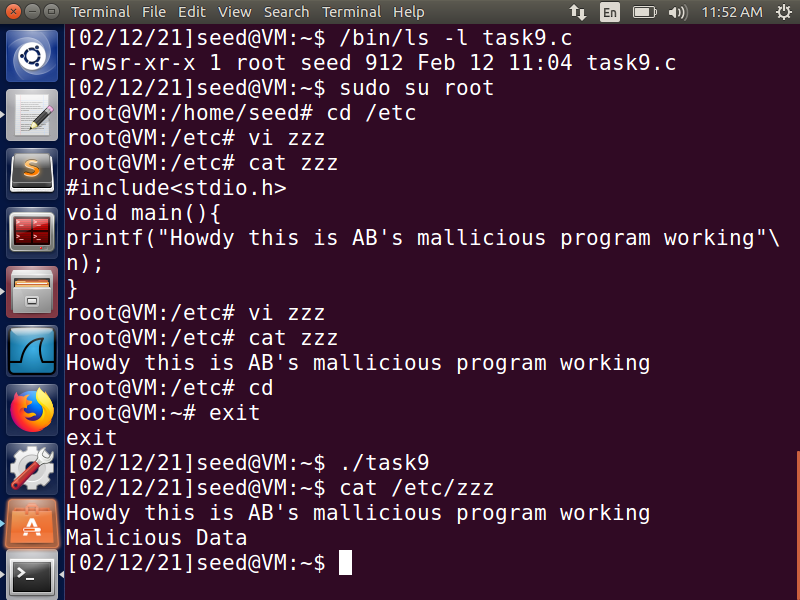 Terminal File Edit View Search Terminal Help En 11:52 AM
[02/12/21]seed@VM:~$ /bin/ls -l task9.c
-rwsr-xr-x 1 root seed 912 Feb 12 11:04 task9.c
[02/12/21]seed@VM:~$ sudo su root
root@VM:/home/seed# cd /etc
root@VM:/etc# vi zzz
root@VM:/etc# cat zzz
#include<stdio.h>
void main(){
printf("Howdy this is AB's mallicious program working"\
n);
}
root@VM:/etc# vi zzz
root@VM:/etc# cat zzz
Howdy this is AB's mallicious program working
root@VM:/etc# cd
root@VM:~# exit
exit
[02/12/21]seed@VM:~$ ./task9
[02/12/21]seed@VM:~$ cat /etc/zzz
Howdy this is AB's mallicious program working
Malicious Data
[02/12/21]seed@VM:~$